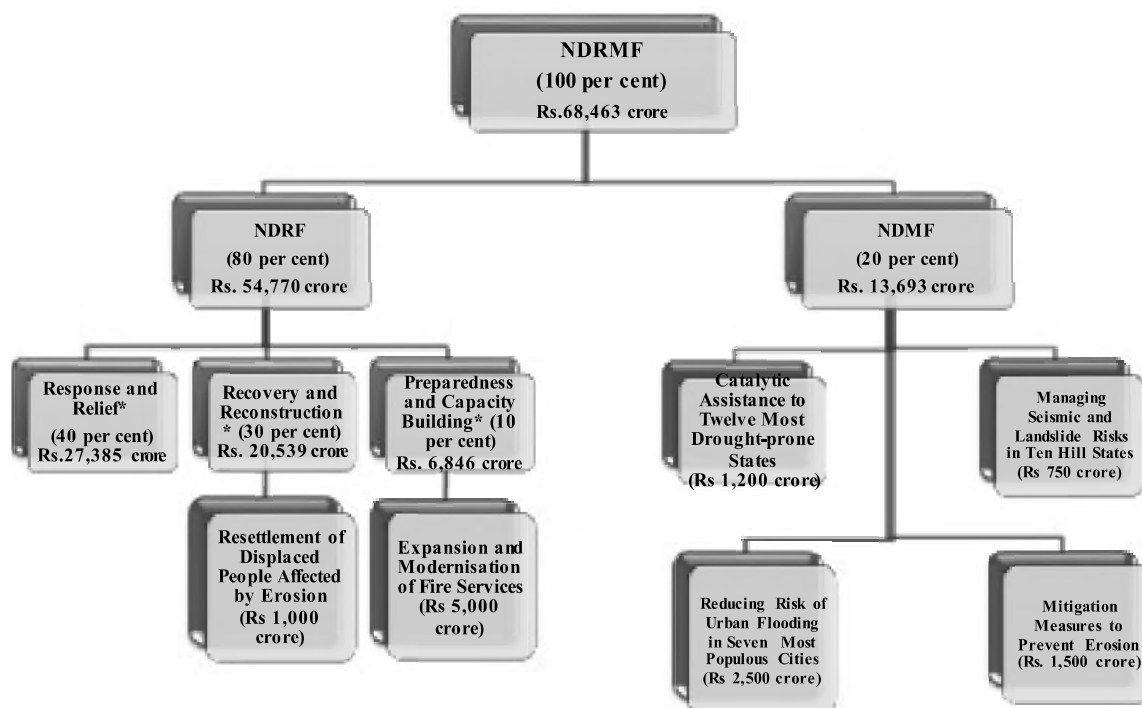 NDRMF
(100 per cent)
Rs.68,463 crore
NDRF
(80 per cent)
Rs. 54,770 crore
NDMF
(20 per cent)
Rs. 13,693 crore
Response and
Relief*
(40 per cent)
Rs.27,385 crore
Recovery and
Reconstruction
* (30 per cent)
Rs. 20,539 crore
Preparedness
and Capacity
Building* (10
per cent)
Rs. 6,846 crore
Catalytic
Assistance to
Twelve Most
Drought-prone
States
(Rs 1,200 crore)
Managing
Seismic and
Landslide Risks
in Ten Hill States
(Rs 750 crore)
Resettlement of
Displaced
People Affected
by Erosion
(Rs 1,000
crore)
Expansion and
Modernisation
of Fire Services
(Rs 5,000
crore)
Reducing Risk of
Urban Flooding
in Seven Most
Populous Cities
(Rs 2,500 crore)
Mitigation
Measures to
Prevent Erosion
(Rs. 1,500 crore)